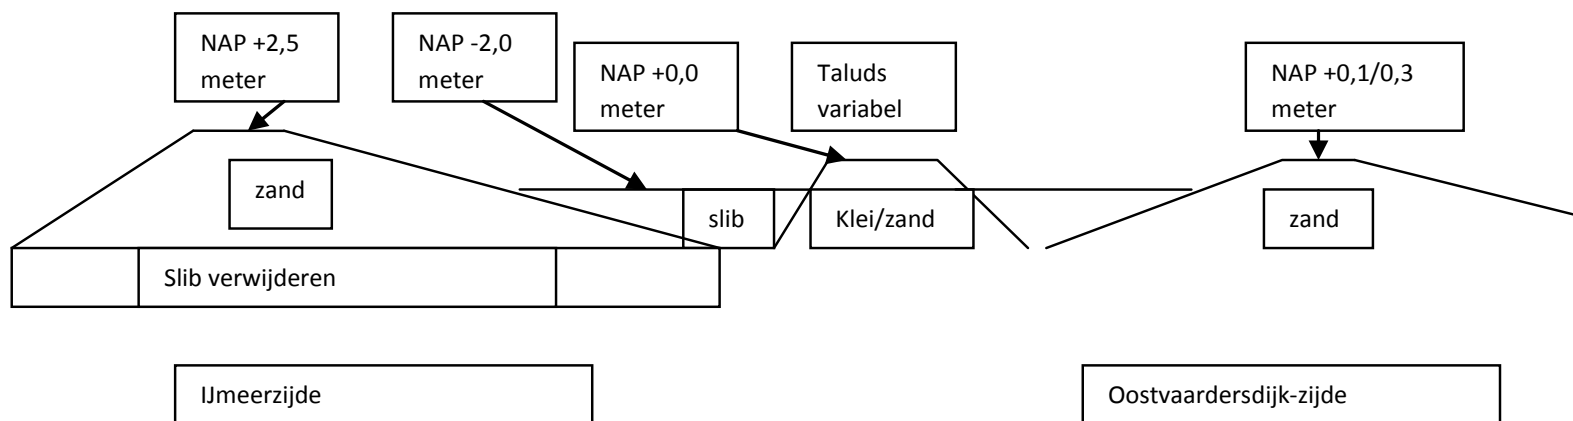 NAP +2,5
meter
NAP -2,0
meter
NAP +0,0
meter
Taluds
variabel
NAP +0,1/0,3
meter
zand
slib
Klei/zand
zand
Slib verwijderen
IJmeerzijde
Oostvaardersdijk-zijde